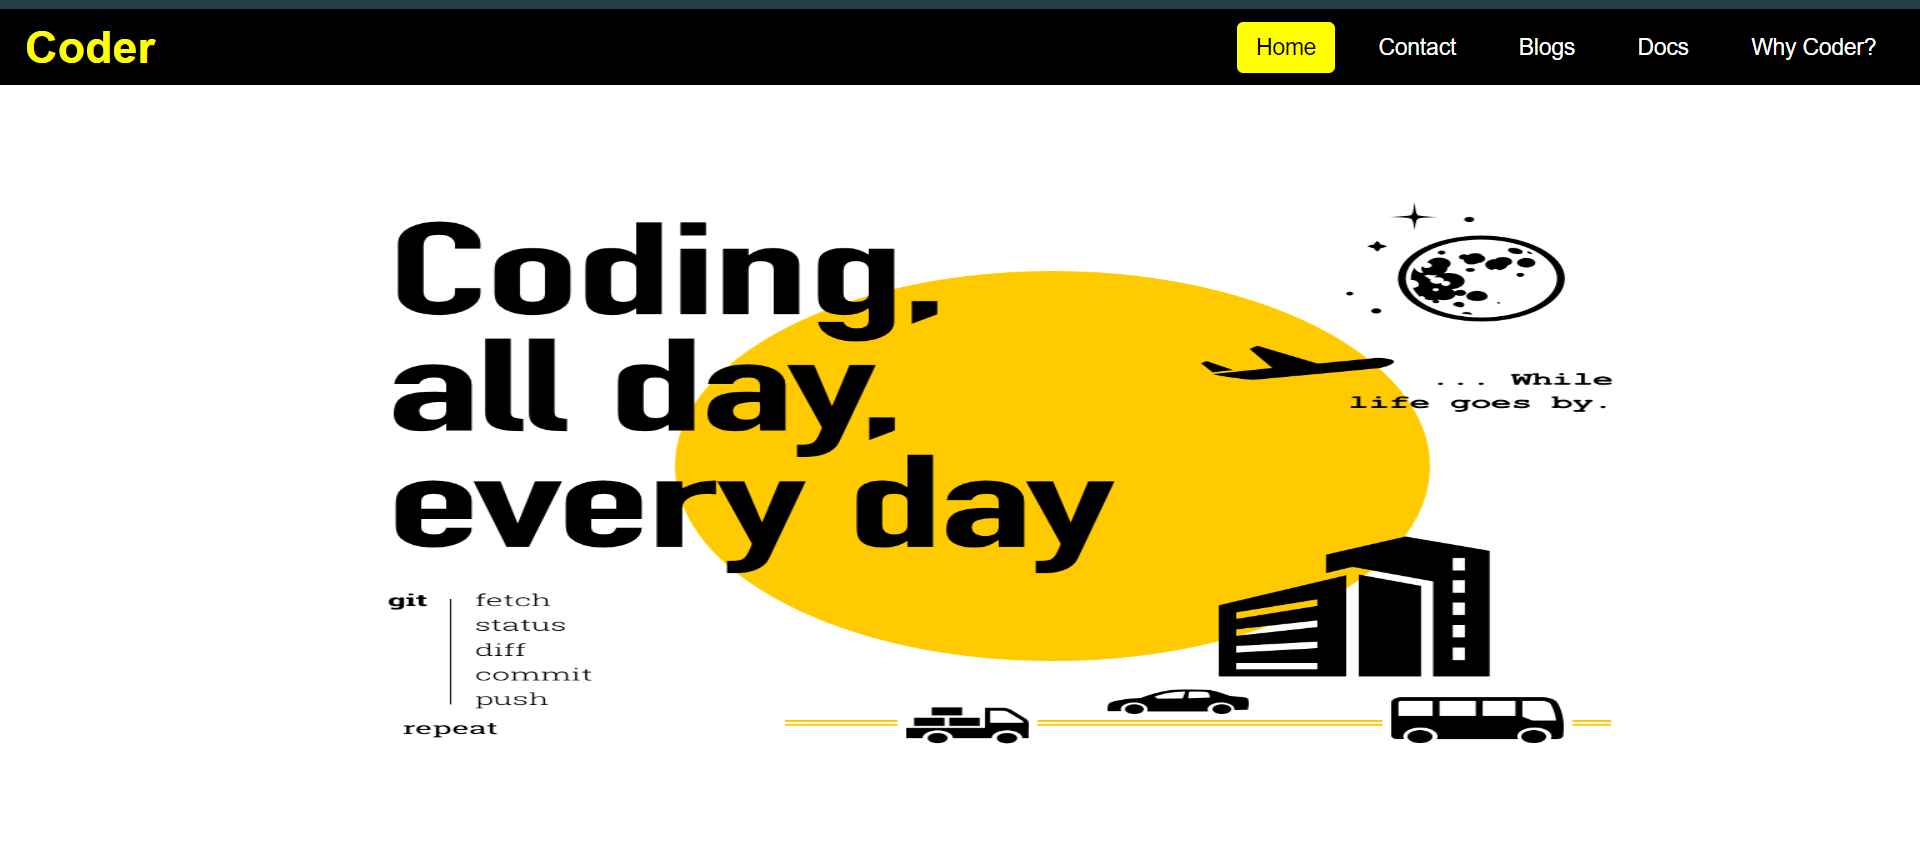 Coder
Home Contact Blogs Docs Why Coder?
Coding,
all day,
every day
... While
life goes by.
git fetch
status
diff
commit
push
repeat